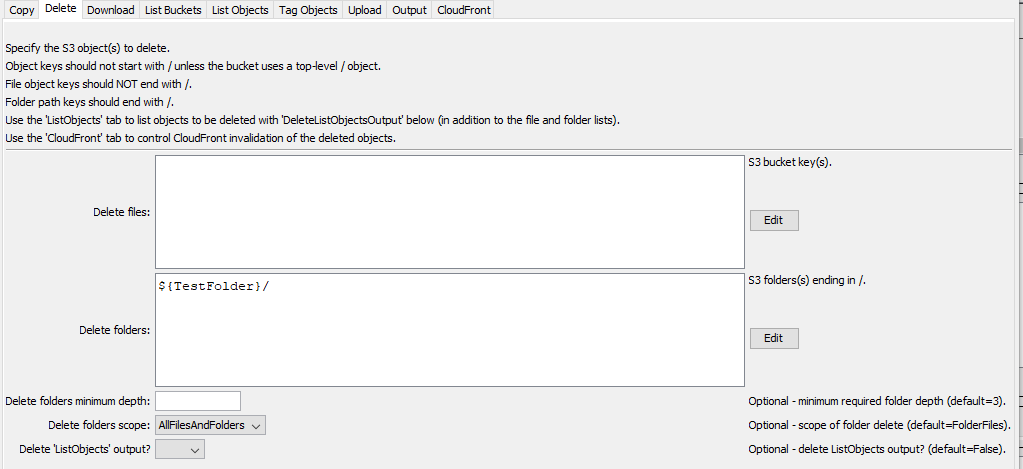 Copy Delete Download List Buckets List Objects Tag Objects Upload Output CloudFront
Specify the S3 object(s) to delete.
Object keys should not start with / unless the bucket uses a top-level / object.
File object keys should NOT end with /.
Folder path keys should end with /.
Use the 'ListObjects' tab to list objects to be deleted with 'DeleteListObjectsOutput' below (in addition to the file and folder lists).
Use the 'CloudFront' tab to control CloudFront invalidation of the deleted objects.
S3 bucket key(s).
Delete files:
Edit
${TestFolder}/
S3 folders(s) ending in /.
Delete folders:
Edit
Delete folders minimum depth: Optional - minimum required folder depth (default=3).
Delete folders scope: AllFilesAndFolders Optional - scope of folder delete (default=FolderFiles).
Delete 'ListObjects' output? Optional - delete ListObjects output? (default=False).